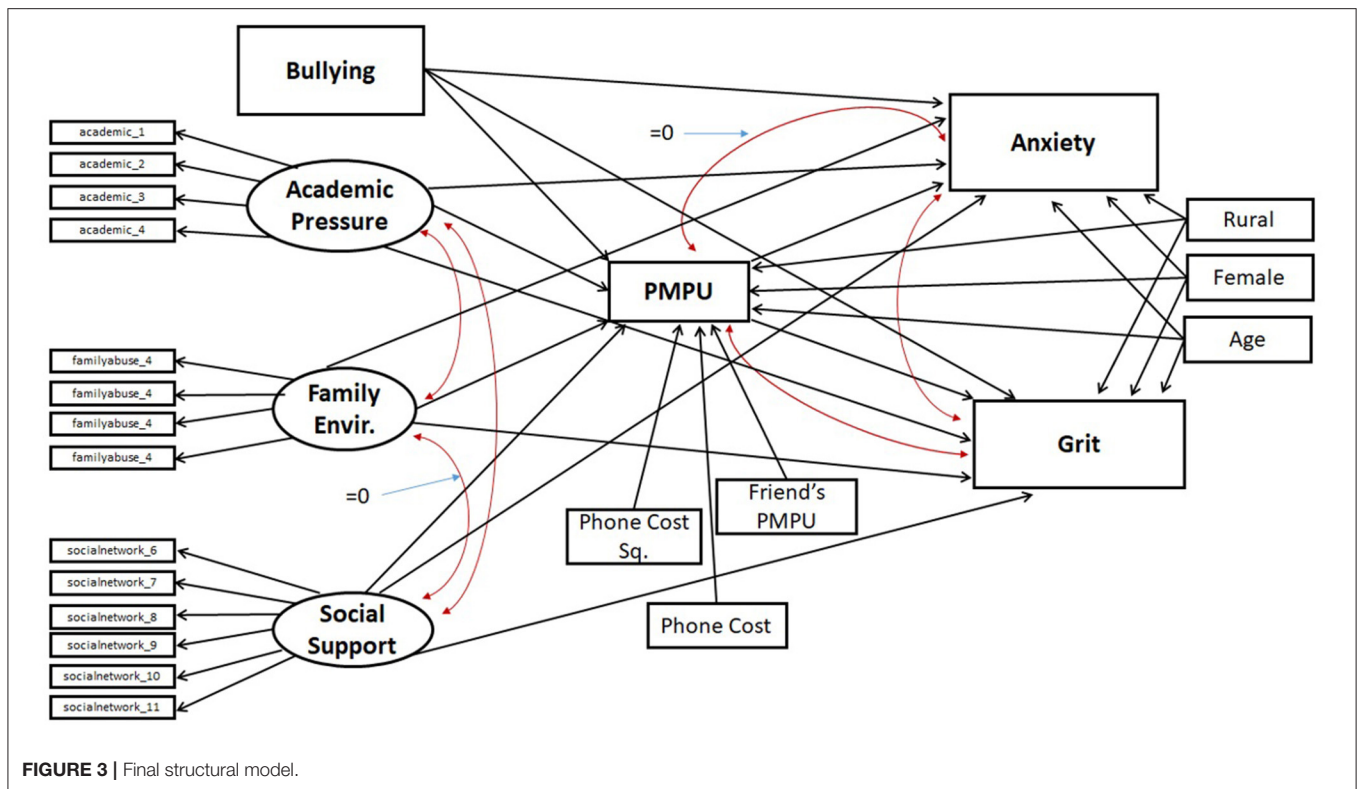 Bullying
=0
Anxiety
academic_1
academic_2
academic_3
academic_4
Academic
Pressure
Rural
Female
Age
PMPU
familyabuse_4
familyabuse_4
familyabuse_4
familyabuse_4
Family
Envir.
Grit
=0
Friend's
PMPU
Phone Cost
Sq.
Phone Cost
socialnetwork_6
socialnetwork_7
socialnetwork_8
socialnetwork_9
socialnetwork_10
socialnetwork_11
Social
Support
FIGURE 3 | Final structural model.